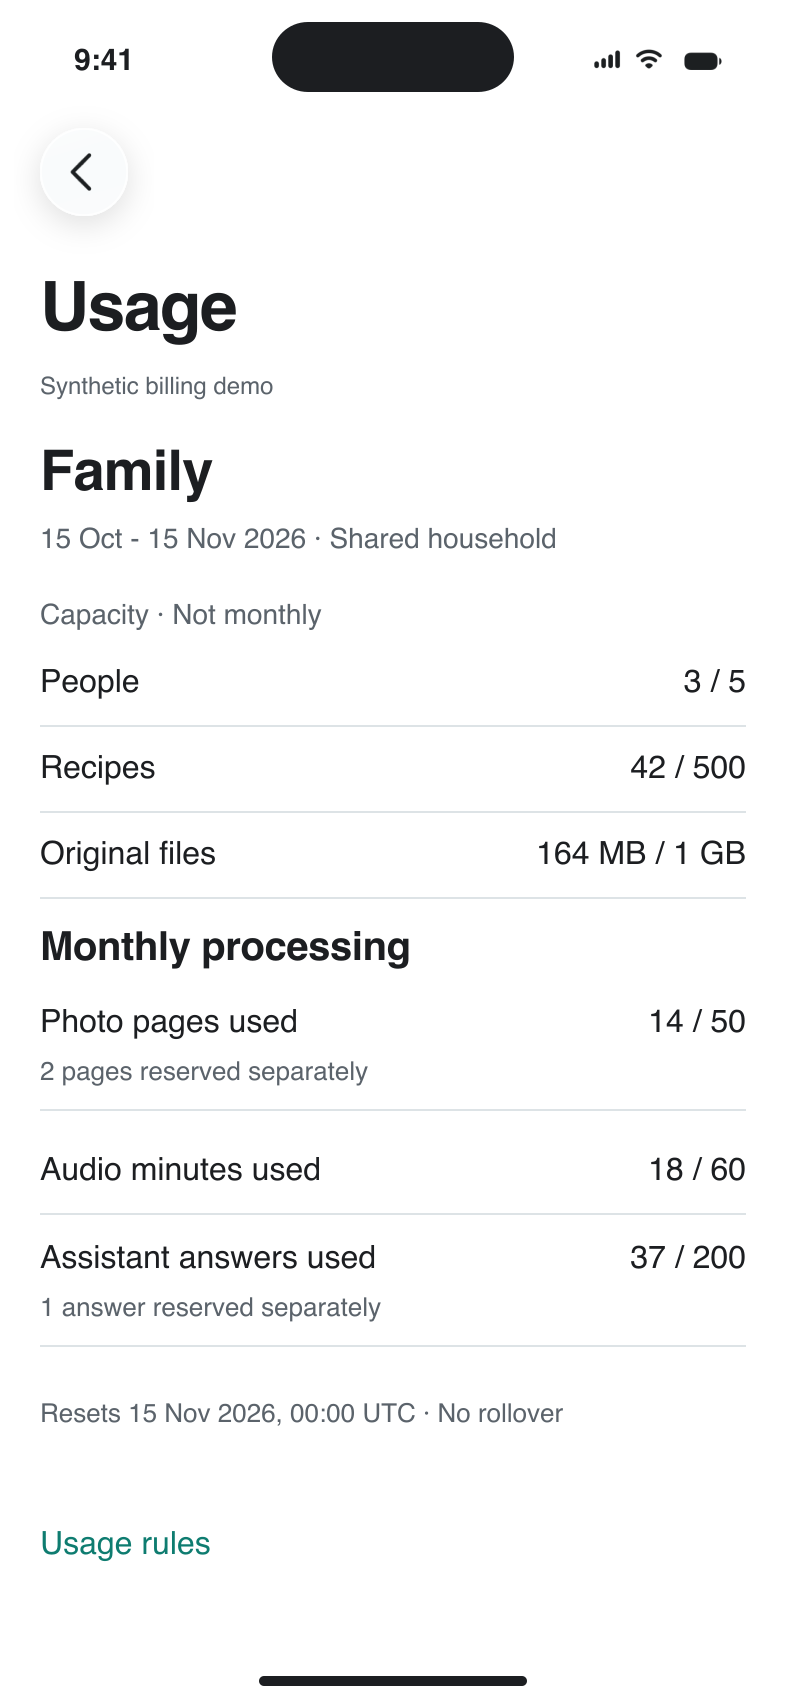 9:41
Usage
Synthetic billing demo
Family
15 Oct - 15 Nov 2026 · Shared household
Capacity · Not monthly
People 3 / 5
Recipes 42 / 500
Original files 164 MB / 1 GB
Monthly processing
Photo pages used 14 / 50
2 pages reserved separately
Audio minutes used 18 / 60
Assistant answers used 37 / 200
1 answer reserved separately
Resets 15 Nov 2026, 00:00 UTC · No rollover
Usage rules